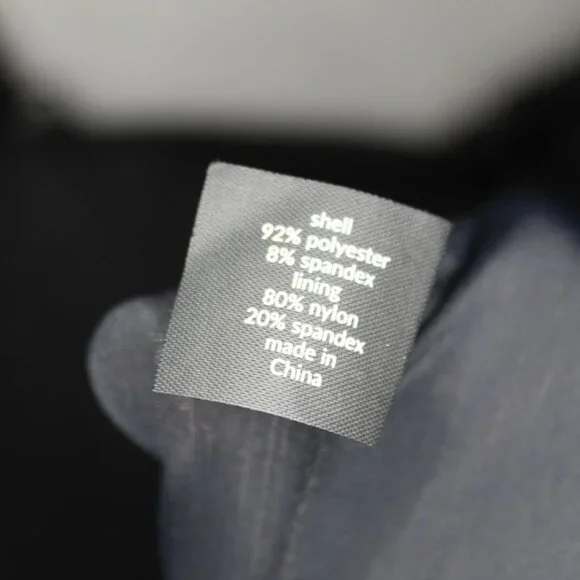 shell
92% polyester
8% spandex
lining
80% nylon
20% spandex
made in
China